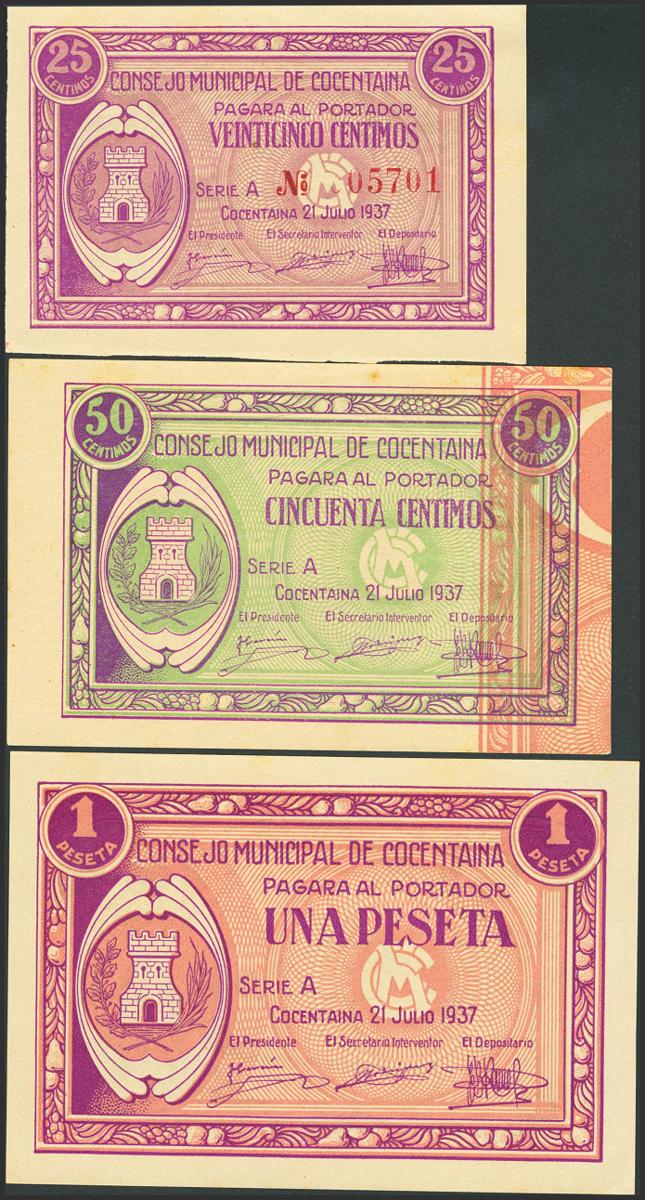 25 CENTIMOS
25 CENTIMOS
CONSEJO MUNICIPAL DE COCENTAINA
PAGARA AL PORTADOR
VEINTICINCO CENTIMOS
SERIE A Nº 05701
CMC
COCENTAINA 21 JULIO 1937
El Presidente El Secretario Interventor El Depositario
50 CENTIMOS
50 CENTIMOS
CONSEJO MUNICIPAL DE COCENTAINA
PAGARA AL PORTADOR
CINCUENTA CENTIMOS
SERIE A
CMC
COCENTAINA 21 JULIO 1937
El Presidente El Secretario Interventor El Depositario
1 PESETA
1 PESETA
CONSEJO MUNICIPAL DE COCENTAINA
PAGARA AL PORTADOR
UNA PESETA
SERIE A
CMC
COCENTAINA 21 JULIO 1937
El Presidente El Secretario Interventor El Depositario